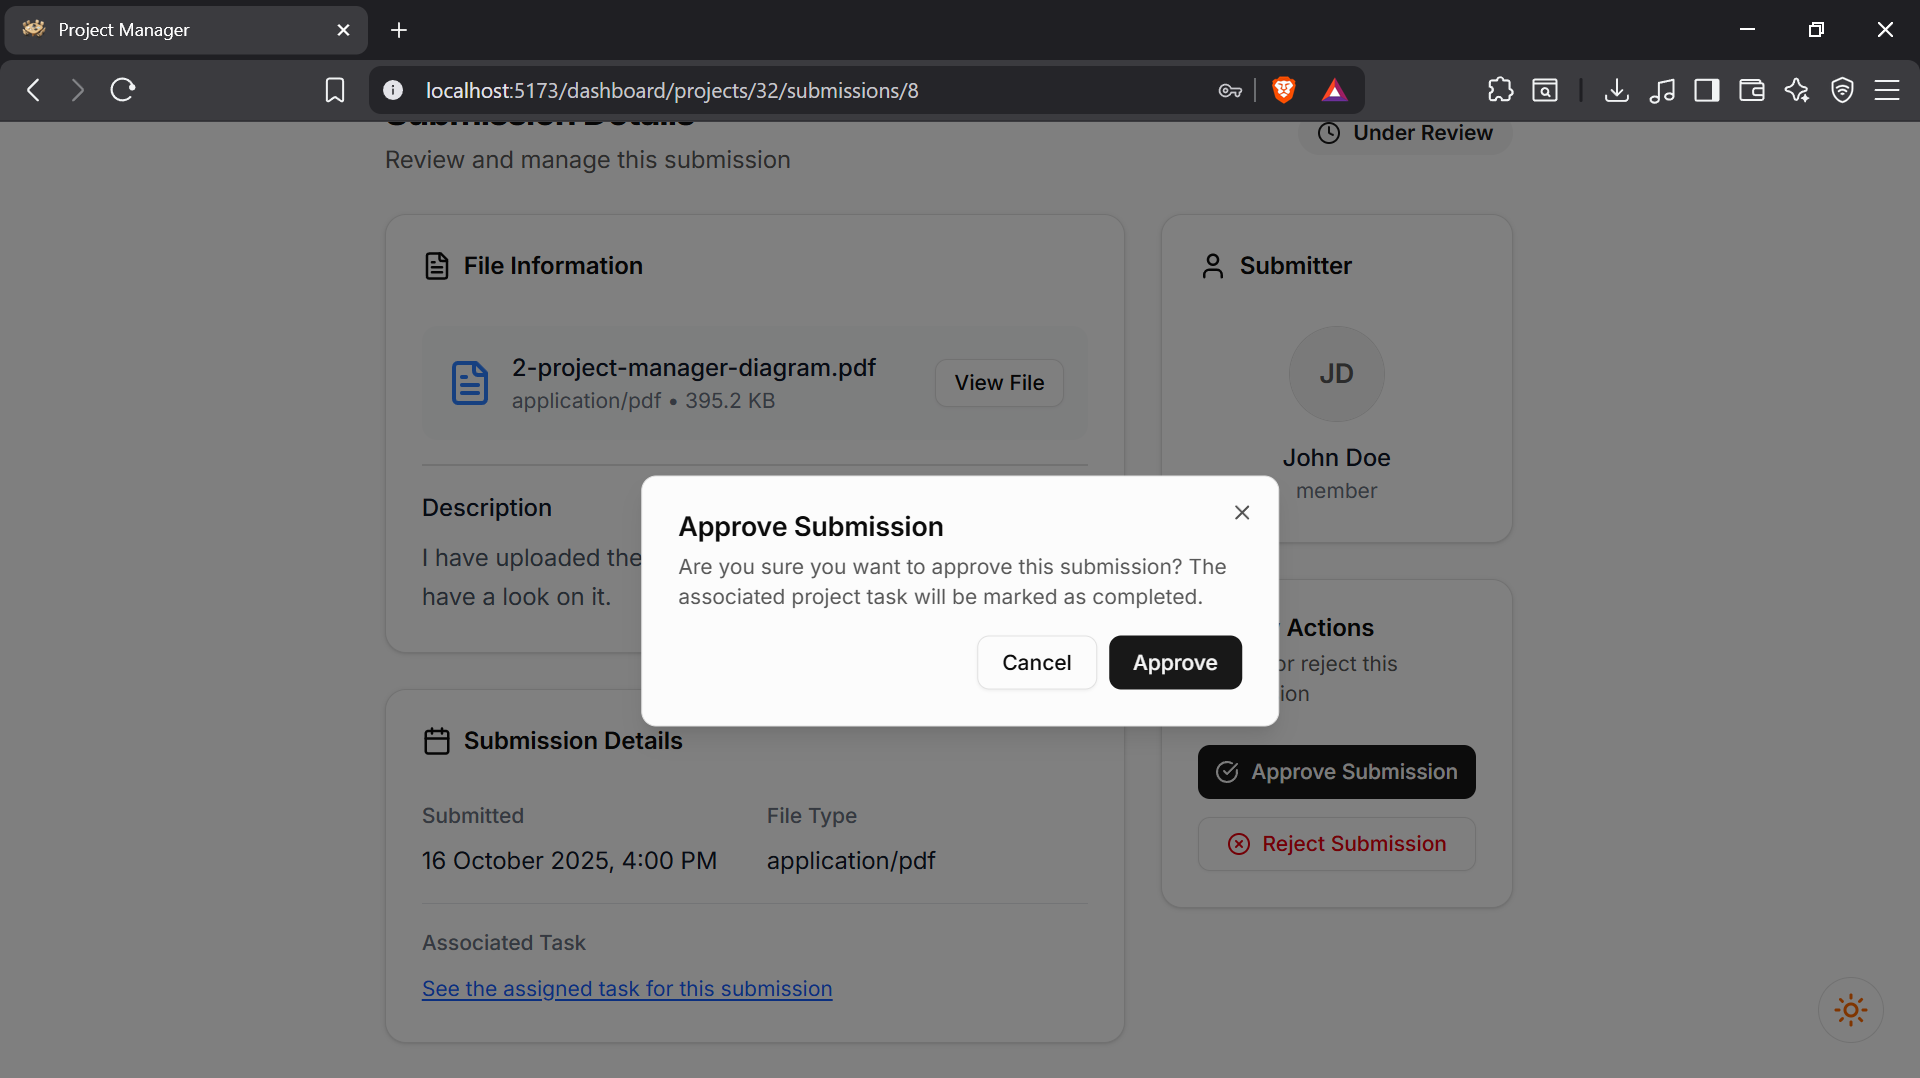 Project Manager
localhost:5173/dashboard/projects/32/submissions/8
Submission Details
Under Review
Review and manage this submission
File Information
2-project-manager-diagram.pdf
application/pdf • 395.2 KB
View File
Description
I have uploaded the
have a look on it.
Submitter
JD
John Doe
member
Approve Submission
Are you sure you want to approve this submission? The
associated project task will be marked as completed.
Cancel
Approve
Actions
or reject this
ion
Approve Submission
Reject Submission
Submission Details
Submitted
File Type
16 October 2025, 4:00 PM
application/pdf
Associated Task
See the assigned task for this submission